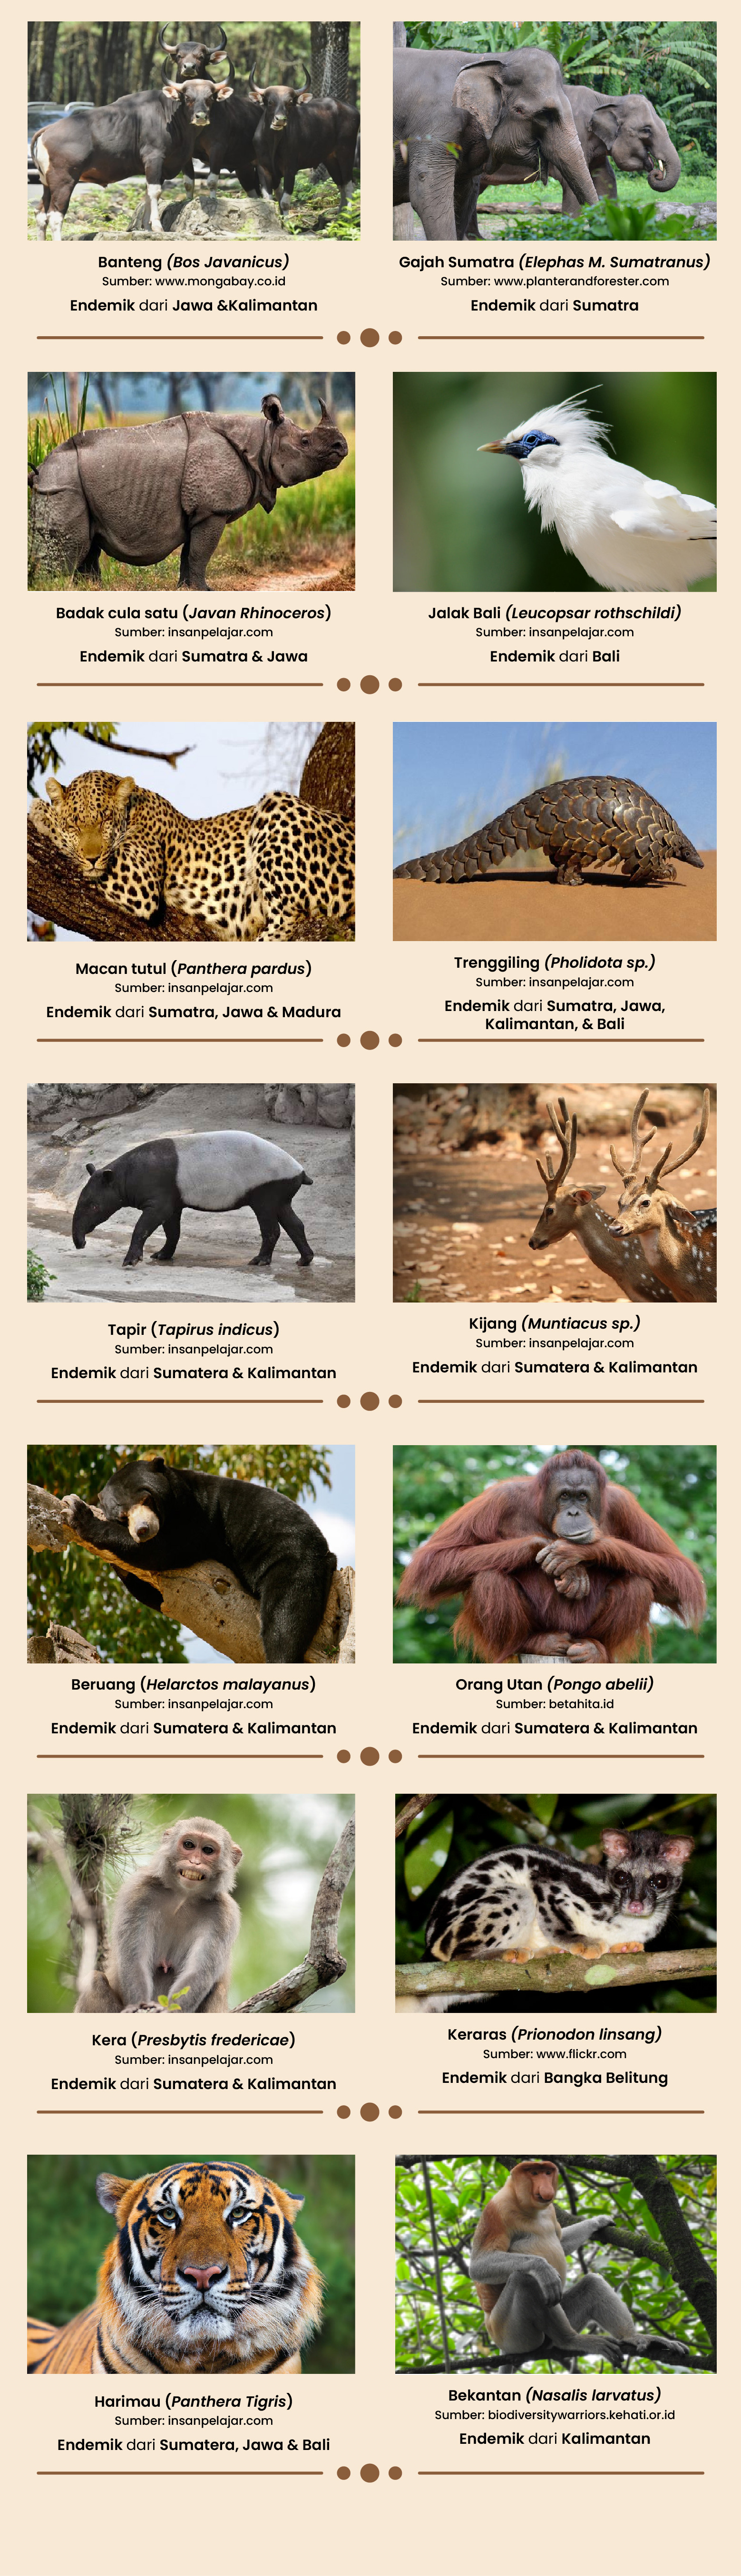 Banteng (Bos Javanicus)
Sumber: www.mongabay.co.id
Endemik dari Jawa &Kalimantan
Gajah Sumatra (Elephas M. Sumatranus)
Sumber: www.planterandforester.com
Endemik dari Sumatra
Badak cula satu (Javan Rhinoceros)
Sumber: insanpelajar.com
Endemik dari Sumatra & Jawa
Jalak Bali (Leucopsar rothschildi)
Sumber: insanpelajar.com
Endemik dari Bali
Macan tutul (Panthera pardus)
Sumber: insanpelajar.com
Endemik dari Sumatra, Jawa & Madura
Trenggiling (Pholidota sp.)
Sumber: insanpelajar.com
Endemik dari Sumatra, Jawa,
Kalimantan, & Bali
Tapir (Tapirus indicus)
Sumber: insanpelajar.com
Endemik dari Sumatera & Kalimantan
Kijang (Muntiacus sp.)
Sumber: insanpelajar.com
Endemik dari Sumatera & Kalimantan
Beruang (Helarctos malayanus)
Sumber: insanpelajar.com
Endemik dari Sumatera & Kalimantan
Orang Utan (Pongo abelii)
Sumber: betahita.id
Endemik dari Sumatera & Kalimantan
Kera (Presbytis fredericae)
Sumber: insanpelajar.com
Endemik dari Sumatera & Kalimantan
Keraras (Prionodon linsang)
Sumber: www.flickr.com
Endemik dari Bangka Belitung
Harimau (Panthera Tigris)
Sumber: insanpelajar.com
Endemik dari Sumatera, Jawa & Bali
Bekantan (Nasalis larvatus)
Sumber: biodiversitywarriors.kehati.or.id
Endemik dari Kalimantan